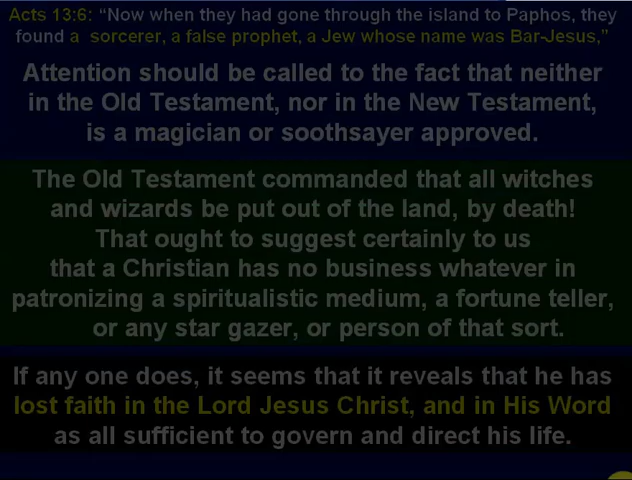 Acts 13:6: “Now when they had gone through the island to Paphos, they
found a sorcerer, a false prophet, a Jew whose name was Bar-Jesus,”
Attention should be called to the fact that neither
in the Old Testament, nor in the New Testament,
is a magician or soothsayer approved.
The Old Testament commanded that all witches
and wizards be put out of the land, by death!
That ought to suggest certainly to us
that a Christian has no business whatever in
patronizing a spiritualistic medium, a fortune teller,
or any star gazer, or person of that sort.
If any one does, it seems that it reveals that he has
lost faith in the Lord Jesus Christ, and in His Word
as all sufficient to govern and direct his life.